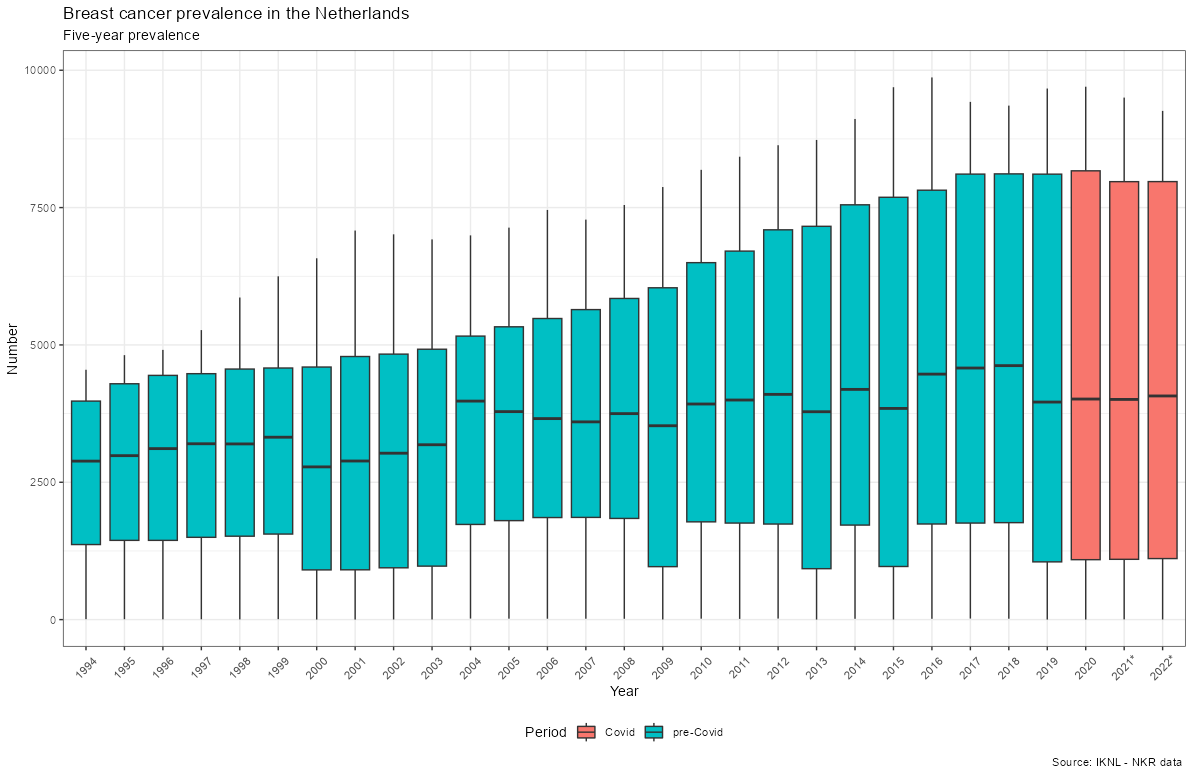 Breast cancer prevalence in the Netherlands
Five-year prevalence
Number
10000
7500
5000
2500
0
1994 1995 1996 1997 1998 1999 2000 2001 2002 2003 2004 2005 2006 2007 2008 2009 2010 2011 2012 2013 2014 2015 2016 2017 2018 2019 2020 2021* 2022*
Year
Period Covid pre-Covid
Source: IKNL - NKR data